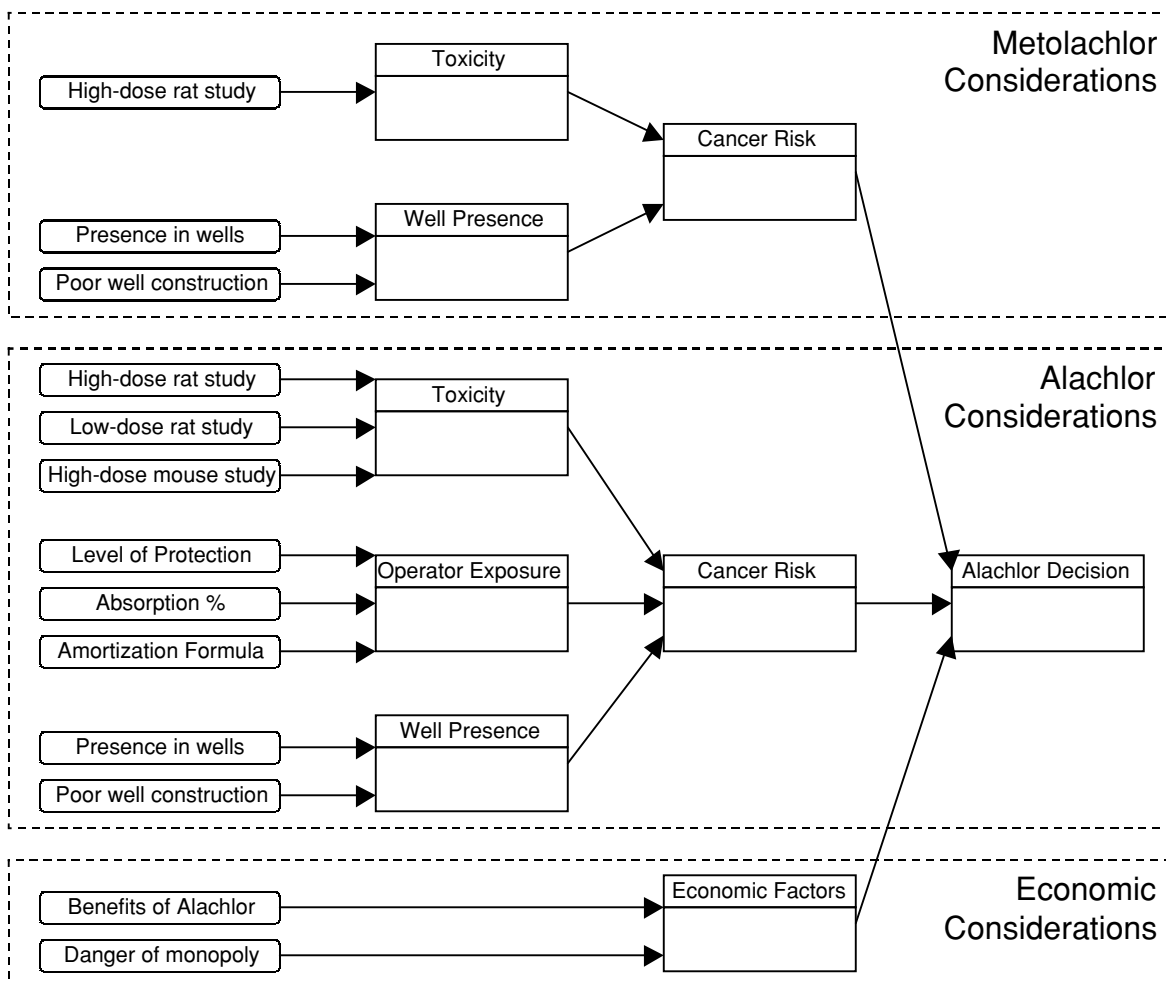 Metolachlor
Considerations
Toxicity
High-dose rat study
Cancer Risk
Well Presence
Presence in wells
Poor well construction
Alachlor
Considerations
High-dose rat study
Toxicity
Low-dose rat study
High-dose mouse study
Level of Protection
Operator Exposure
Cancer Risk
Alachlor Decision
Absorption %
Amortization Formula
Well Presence
Presence in wells
Poor well construction
Economic
Considerations
Economic Factors
Benefits of Alachlor
Danger of monopoly